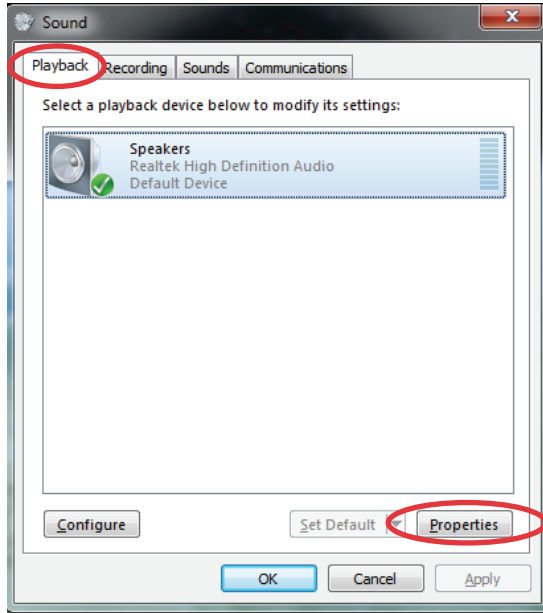 Sound
Playback Recording Sounds Communications
Select a playback device below to modify its settings:
Speakers
Realtek High Definition Audio
Default Device
Configure Set Default Properties
OK Cancel Apply